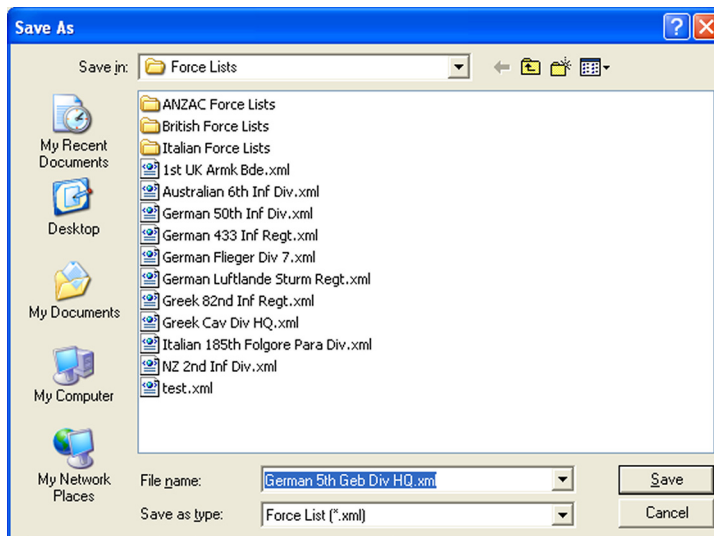 Save As
Save in:
Force Lists
My Recent
Documents
Desktop
My Documents
My Computer
My Network
Places
ANZAC Force Lists
British Force Lists
Italian Force Lists
1st UK Armk Bde.xml
Australian 6th Inf Div.xml
German 50th Inf Div.xml
German 433 Inf Regt.xml
German Flieger Div 7.xml
German Luftlande Sturm Regt.xml
Greek 82nd Inf Regt.xml
Greek Cav Div HQ.xml
Italian 185th Folgore Para Div.xml
NZ 2nd Inf Div.xml
test.xml
File name:
German 5th Geb Div HQ.xml
Save
Save as type:
Force List (*.xml)
Cancel